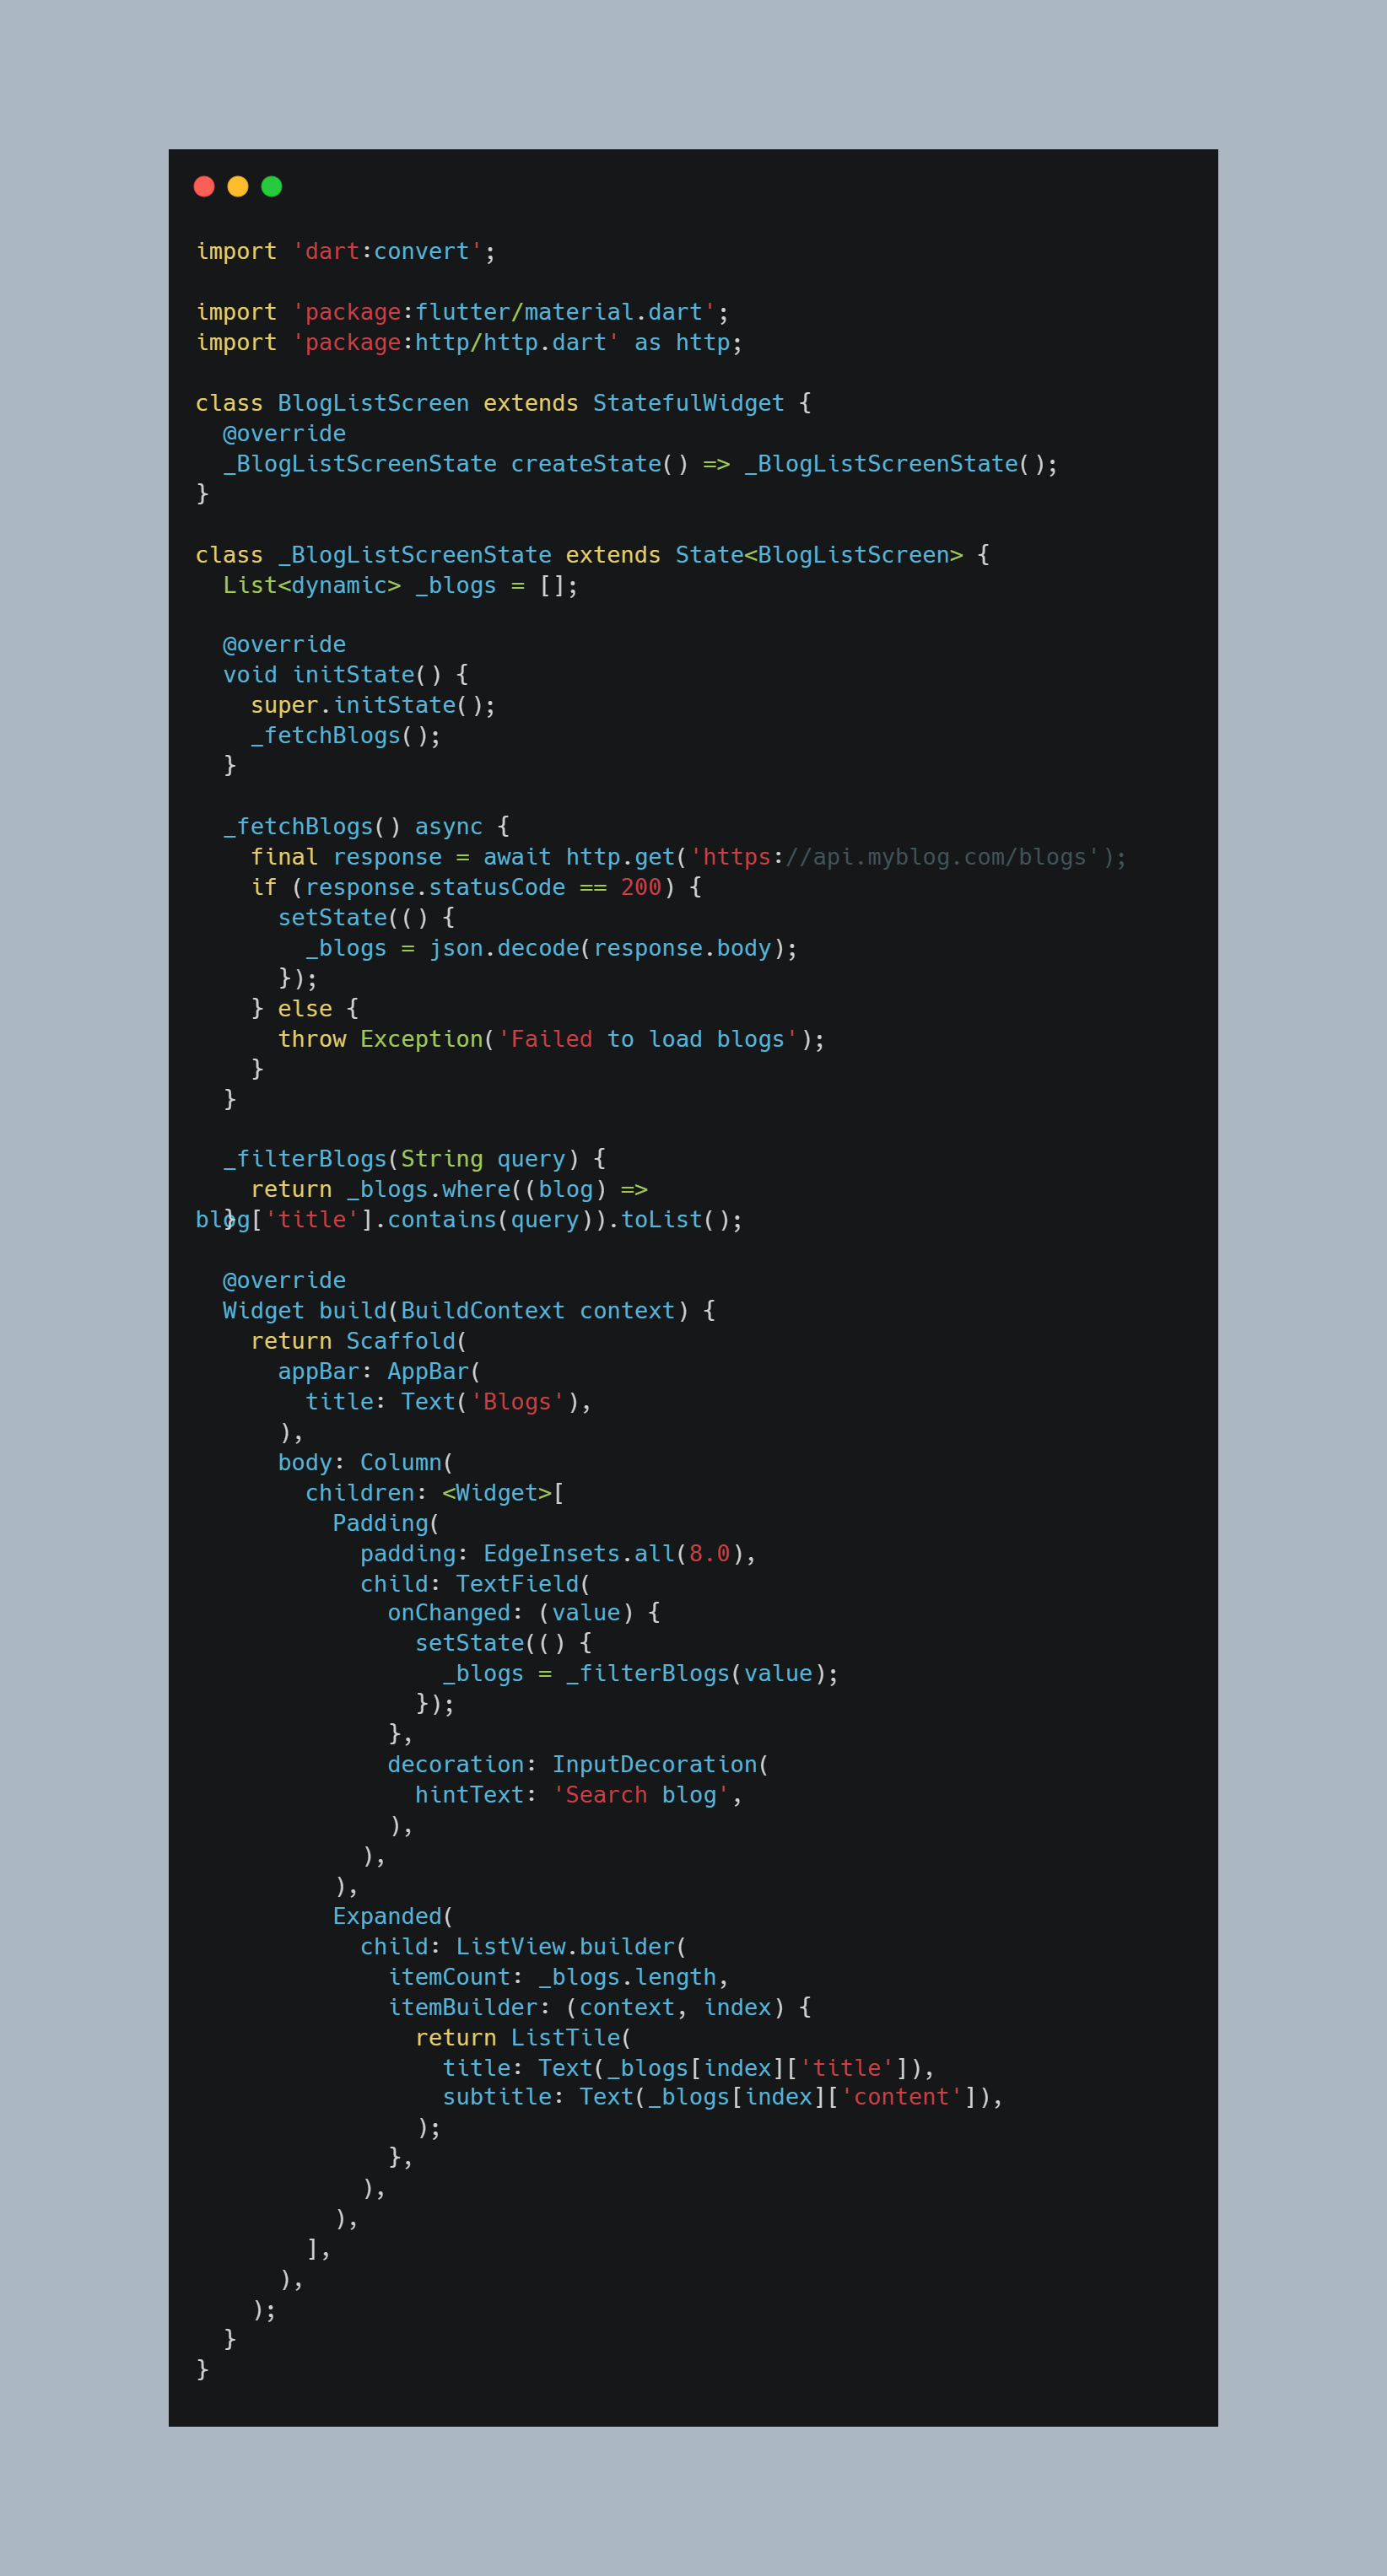 import 'dart:convert';

import 'package:flutter/material.dart';
import 'package:http/http.dart' as http;

class BlogListScreen extends StatefulWidget {
  @override
  _BlogListScreenState createState() => _BlogListScreenState();
}

class _BlogListScreenState extends State<BlogListScreen> {
  List<dynamic> _blogs = [];

  @override
  void initState() {
    super.initState();
    _fetchBlogs();
  }

  _fetchBlogs() async {
    final response = await http.get('https://api.myblog.com/blogs');
    if (response.statusCode == 200) {
      setState(() {
        _blogs = json.decode(response.body);
      });
    } else {
      throw Exception('Failed to load blogs');
    }
  }

  _filterBlogs(String query) {
    return _blogs.where((blog) =>
blog['title'].contains(query)).toList();
  }

  @override
  Widget build(BuildContext context) {
    return Scaffold(
      appBar: AppBar(
        title: Text('Blogs'),
      ),
      body: Column(
        children: <Widget>[
          Padding(
            padding: EdgeInsets.all(8.0),
            child: TextField(
              onChanged: (value) {
                setState(() {
                  _blogs = _filterBlogs(value);
                });
              },
              decoration: InputDecoration(
                hintText: 'Search blog',
              ),
            ),
          ),
          Expanded(
            child: ListView.builder(
              itemCount: _blogs.length,
              itemBuilder: (context, index) {
                return ListTile(
                  title: Text(_blogs[index]['title']),
                  subtitle: Text(_blogs[index]['content']),
                );
              },
            ),
          ),
        ],
      ),
    );
  }
}